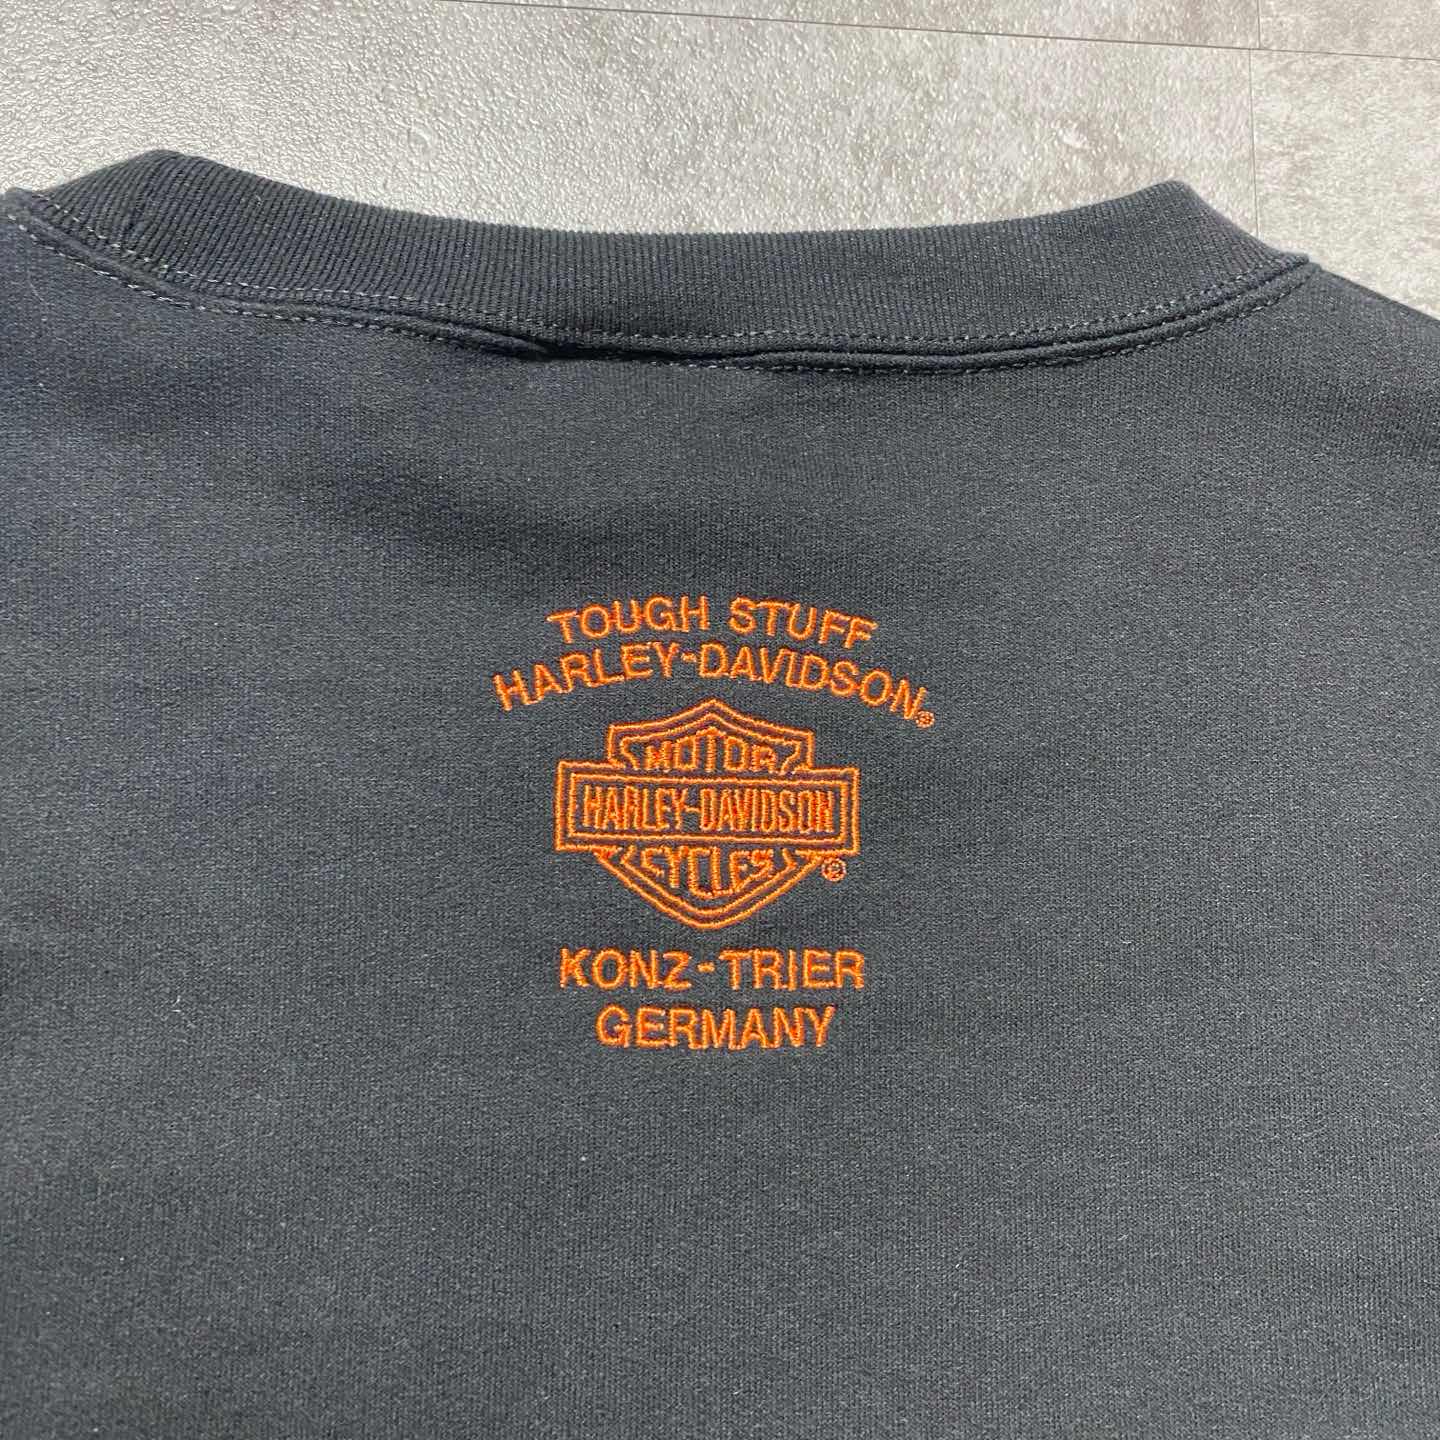 TOUGH STUFF
HARLEY-DAVIDSON®
MOTOR
HARLEY-DAVIDSON
CYCLES
®
KONZ-TRIER
GERMANY